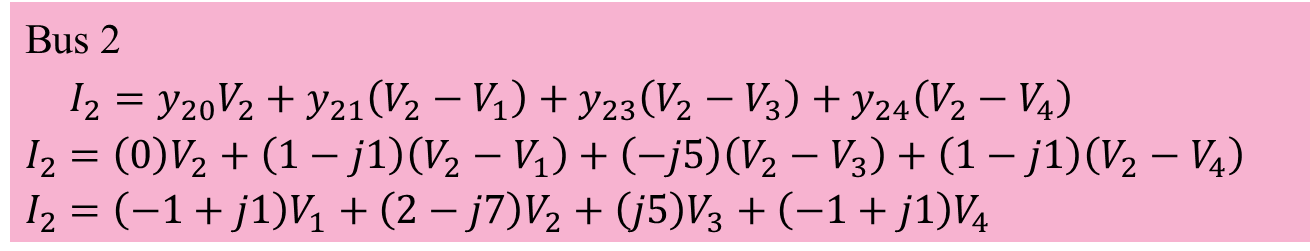 Bus 2
I₂ = y₂₀V₂ + y₂₁(V₂ − V₁) + y₂₃(V₂ − V₃) + y₂₄(V₂ − V₄)
I₂ = (0)V₂ + (1 − j1)(V₂ − V₁) + (−j5)(V₂ − V₃) + (1 − j1)(V₂ − V₄)
I₂ = (−1 + j1)V₁ + (2 − j7)V₂ + (j5)V₃ + (−1 + j1)V₄